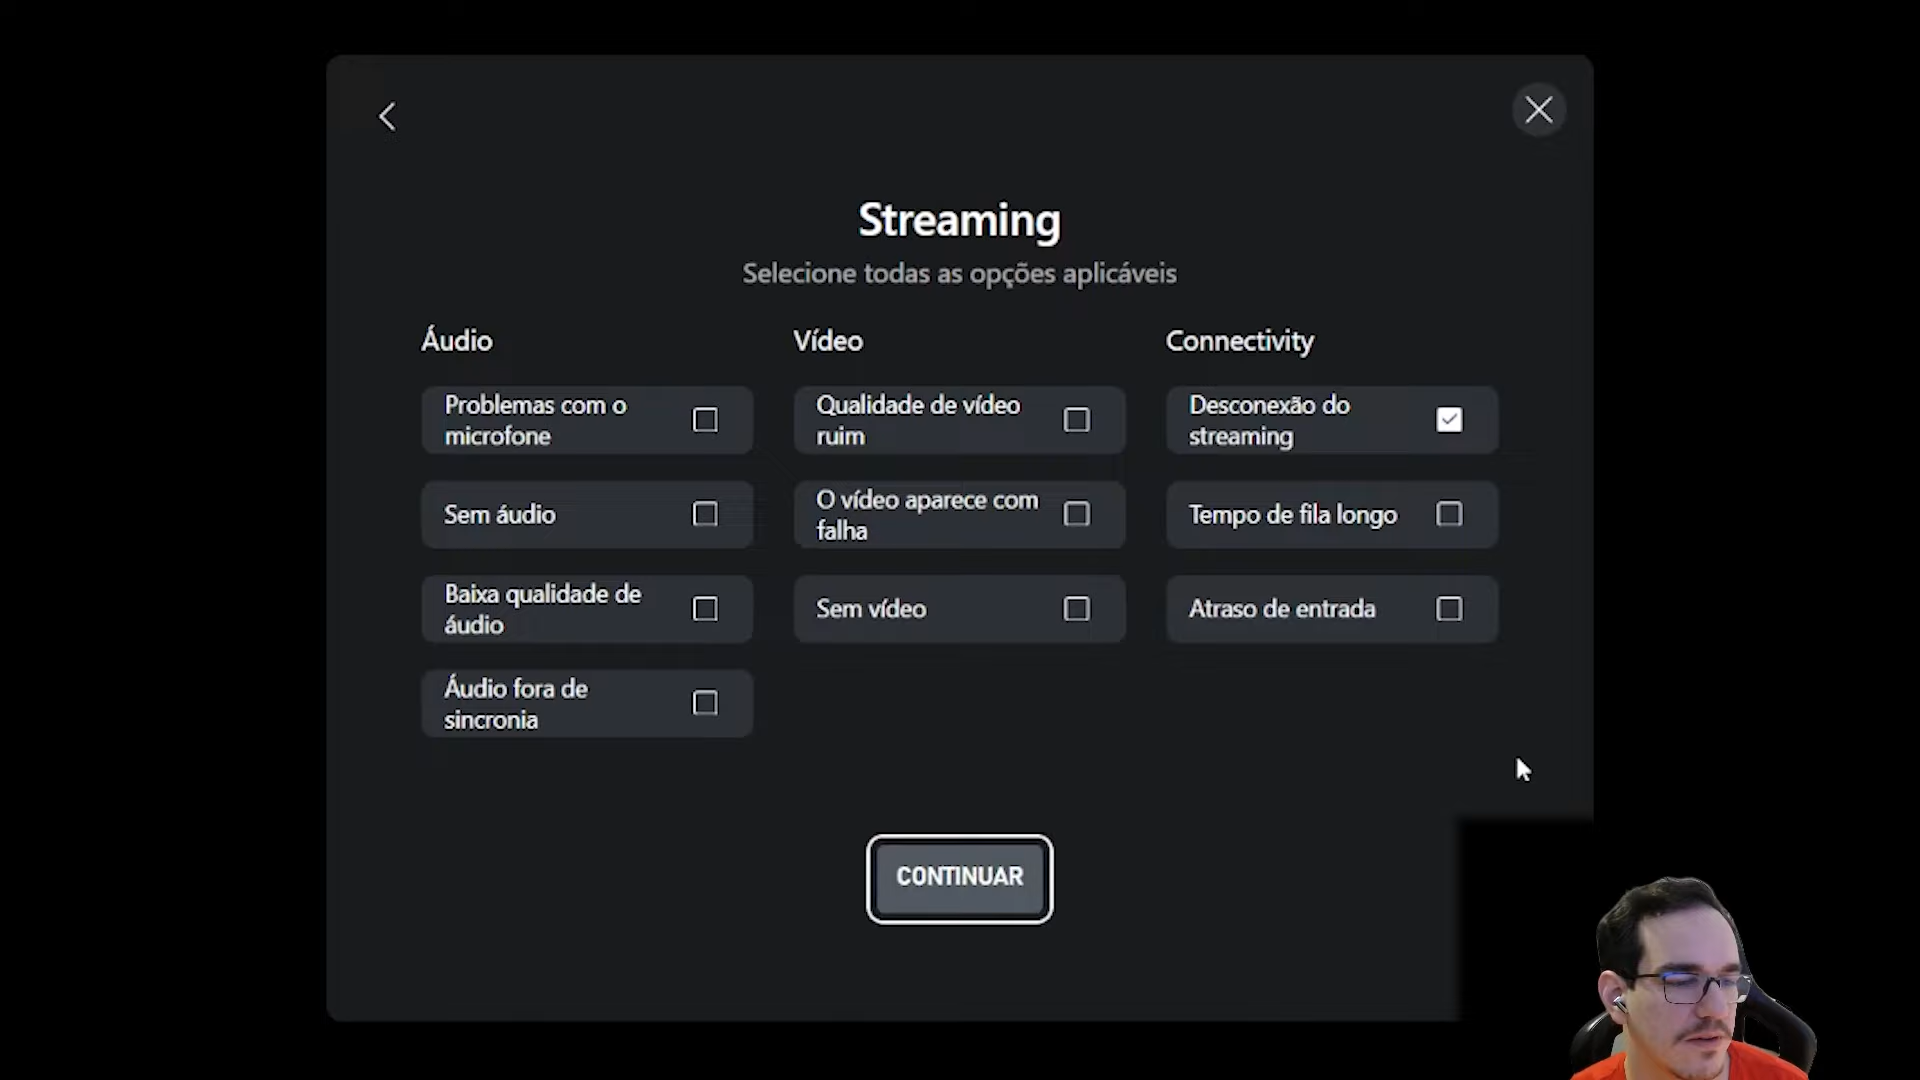 Streaming
Selecione todas as opções aplicáveis
Áudio
Problemas com o
microfone
Sem áudio
Baixa qualidade de
áudio
Áudio fora de
sincronia
Vídeo
Qualidade de vídeo
ruim
O vídeo aparece com
falha
Sem vídeo
Connectivity
Desconexão do
streaming
Tempo de fila longo
Atraso de entrada
CONTINUAR